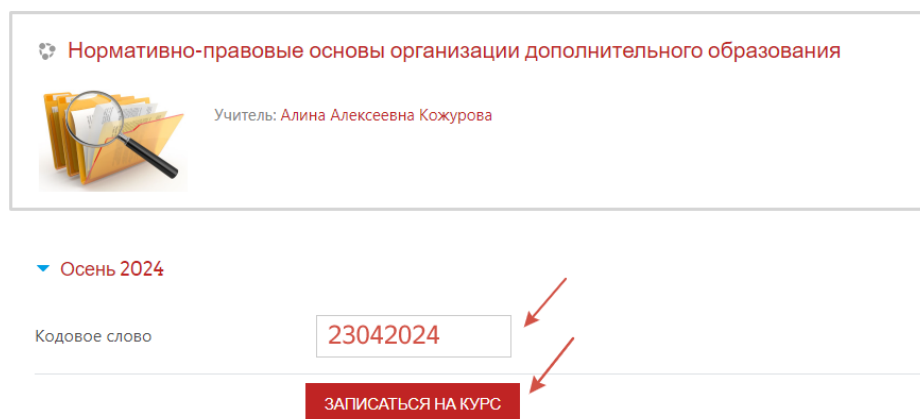 Нормативно-правовые основы организации дополнительного образования
Учитель: Алина Алексеевна Кожурова
Осень 2024
Кодовое слово
23042024
ЗАПИСАТЬСЯ НА КУРС